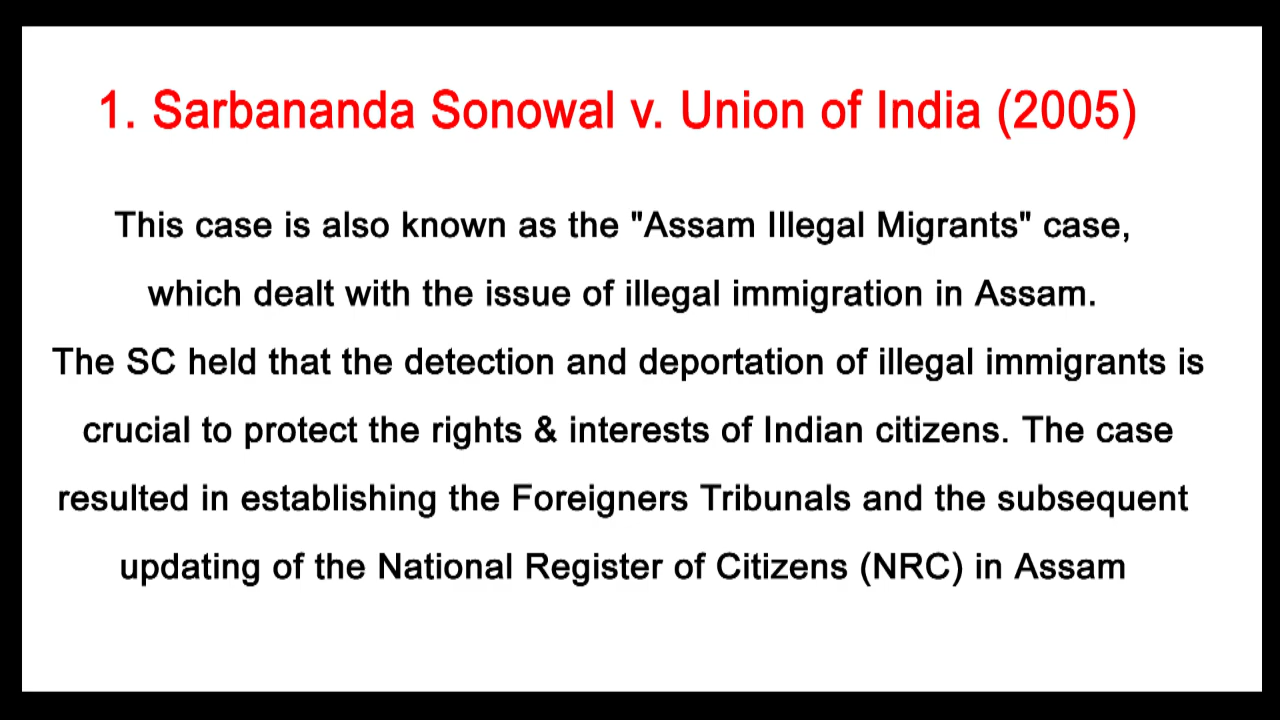 1. Sarbananda Sonowal v. Union of India (2005)
This case is also known as the "Assam Illegal Migrants" case,
which dealt with the issue of illegal immigration in Assam.
The SC held that the detection and deportation of illegal immigrants is
crucial to protect the rights & interests of Indian citizens. The case
resulted in establishing the Foreigners Tribunals and the subsequent
updating of the National Register of Citizens (NRC) in Assam